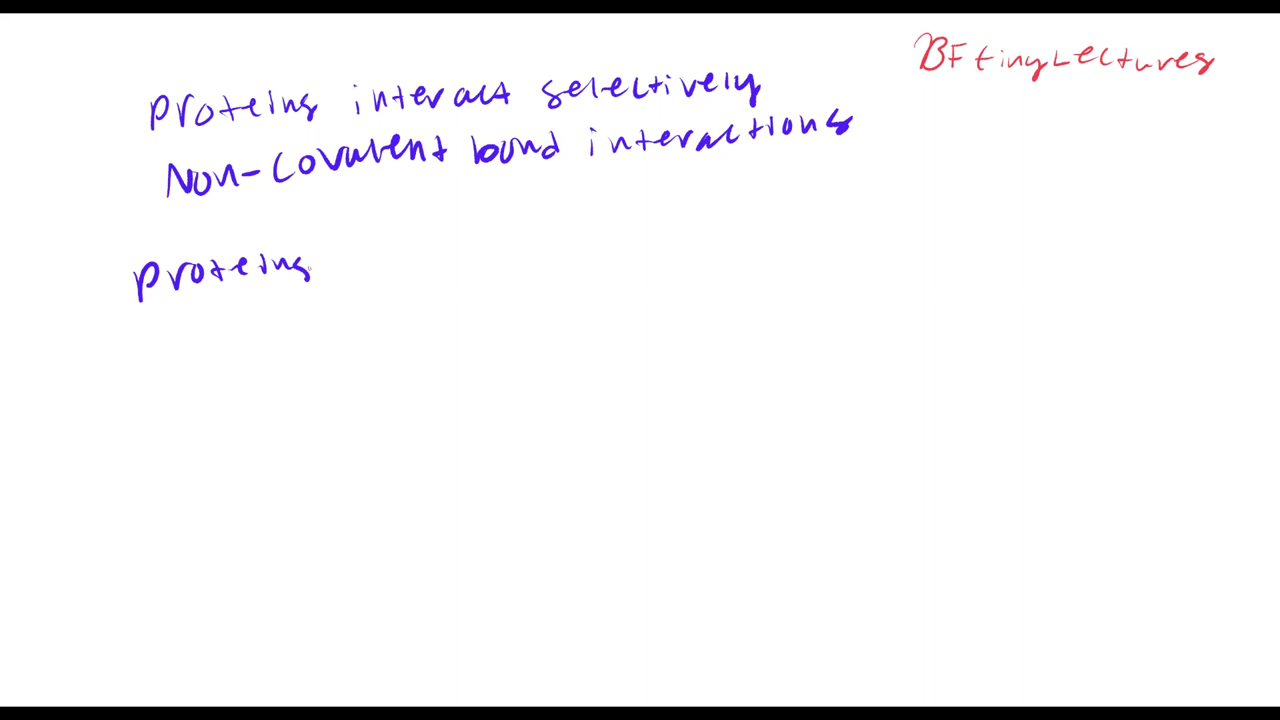 BF tinyLectures
Proteins interact selectively
Non-Covalent bond interactions
Proteins